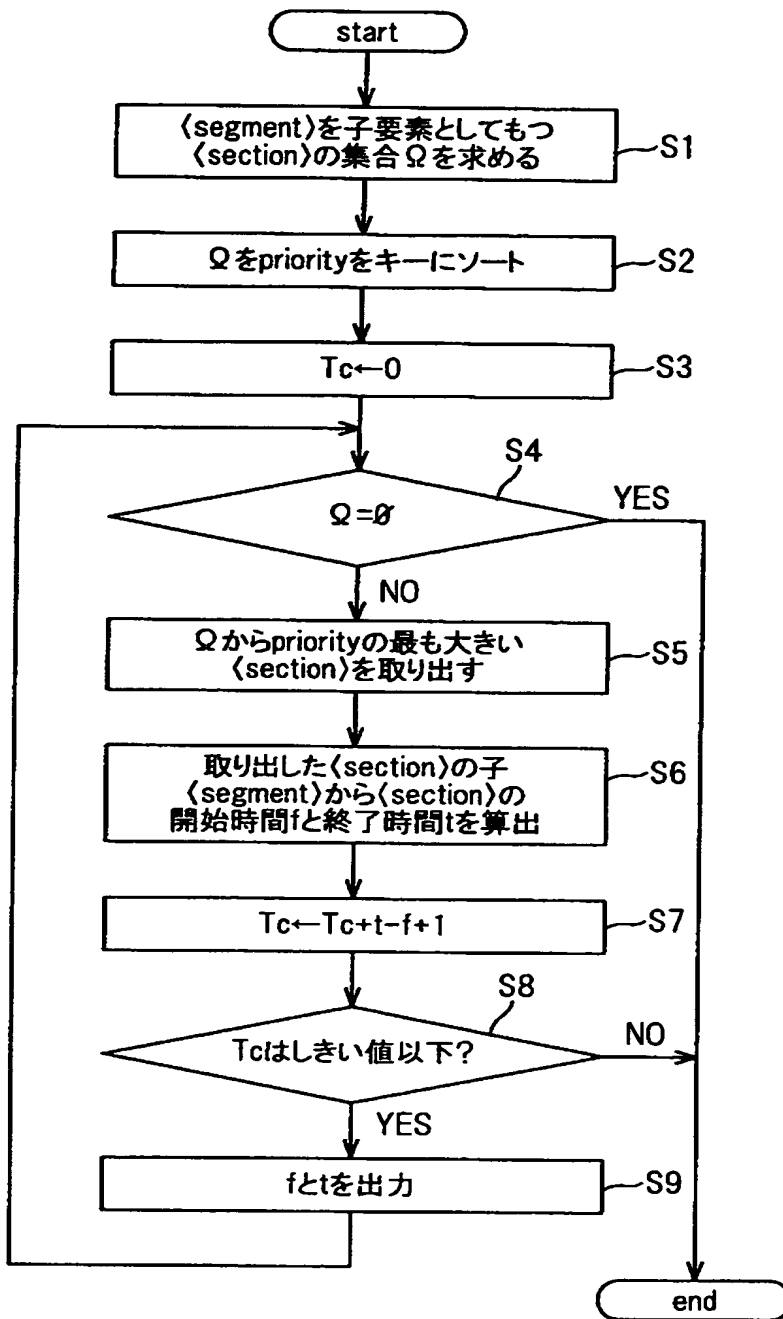 start
〈segment〉を子要素としてもつ
〈section〉の集合Ωを求める
S1
Ωをpriorityをキーにソート
S2
Tc←0
S3
S4
Ω=∅
YES
NO
Ωからpriorityの最も大きい
〈section〉を取り出す
S5
取り出した〈section〉の子
〈segment〉から〈section〉の
開始時間fと終了時間tを算出
S6
Tc←Tc+t−f+1
S7
S8
Tcはしきい値以下?
NO
YES
fとtを出力
S9
end